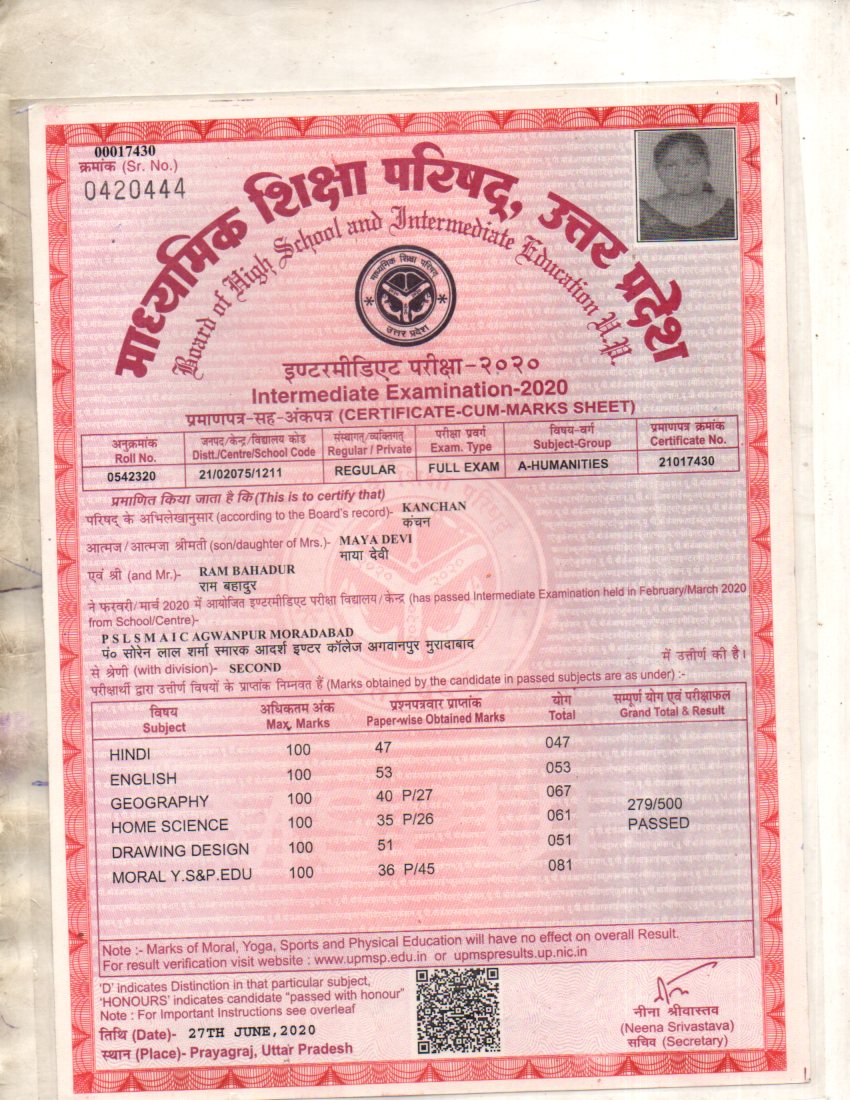 00017430
क्रमांक (Sr. No.)
0420444
माध्यमिक शिक्षा परिषद्, उत्तर प्रदेश
Board of High School and Intermediate Education U.P.
माध्यमिक शिक्षा परिषद्
उत्तर प्रदेश
इण्टरमीडिएट परीक्षा-२०२०
Intermediate Examination-2020
प्रमाणपत्र-सह-अंकपत्र (CERTIFICATE-CUM-MARKS SHEET)
अनुक्रमांक जनपद/केन्द्र/विद्यालय कोड संस्थागत्/व्यक्तिगत् परीक्षा प्रवर्ग विषय-वर्ग प्रमाणपत्र क्रमांक
Roll No. Distt./Centre/School Code Regular / Private Exam. Type Subject-Group Certificate No.
0542320 21/02075/1211 REGULAR FULL EXAM A-HUMANITIES 21017430
प्रमाणित किया जाता है कि (This is to certify that)
परिषद् के अभिलेखानुसार (according to the Board's record)- KANCHAN
कंचन
आत्मज/आत्मजा श्रीमती (son/daughter of Mrs.)- MAYA DEVI
माया देवी
एवं श्री (and Mr.)- RAM BAHADUR
राम बहादुर
ने फरवरी/मार्च 2020 में आयोजित इण्टरमीडिएट परीक्षा विद्यालय/केन्द्र (has passed Intermediate Examination held in February/March 2020
from School/Centre)-
P S L S M A I C AGWANPUR MORADABAD
पं० सोरेन लाल शर्मा स्मारक आदर्श इण्टर कॉलेज अगवानपुर मुरादाबाद
से श्रेणी (with division)- SECOND में उत्तीर्ण की है।
परीक्षार्थी द्वारा उत्तीर्ण विषयों के प्राप्तांक निम्नवत हैं (Marks obtained by the candidate in passed subjects are as under) :-
विषय अधिकतम अंक प्रश्नपत्रवार प्राप्तांक योग सम्पूर्ण योग एवं परीक्षाफल
Subject Max. Marks Paper-wise Obtained Marks Total Grand Total & Result
HINDI 100 47 047
ENGLISH 100 53 053
GEOGRAPHY 100 40 P/27 067 279/500
HOME SCIENCE 100 35 P/26 061 PASSED
DRAWING DESIGN 100 51 051
MORAL Y.S&P.EDU 100 36 P/45 081
Note :- Marks of Moral, Yoga, Sports and Physical Education will have no effect on overall Result.
For result verification visit website : www.upmsp.edu.in or upmspresults.up.nic.in
'D' indicates Distinction in that particular subject,
'HONOURS' indicates candidate "passed with honour"
Note : For Important Instructions see overleaf
तिथि (Date)- 27TH JUNE,2020
स्थान (Place)- Prayagraj, Uttar Pradesh
नीना श्रीवास्तव
(Neena Srivastava)
सचिव (Secretary)